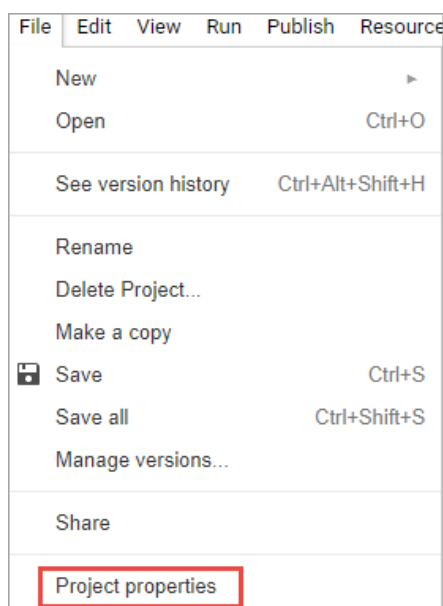 File Edit View Run Publish Resource
New
Open Ctrl+O
See version history Ctrl+Alt+Shift+H
Rename
Delete Project...
Make a copy
Save Ctrl+S
Save all Ctrl+Shift+S
Manage versions...
Share
Project properties